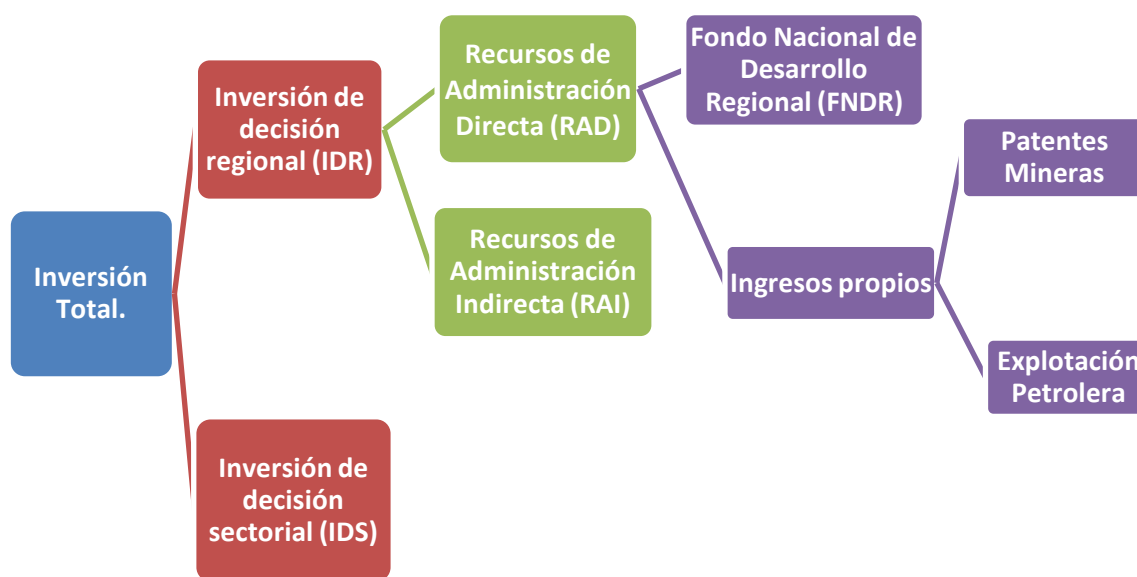 Inversión
Total.
Inversión de
decisión
regional (IDR)
Inversión de
decisión
sectorial (IDS)
Recursos de
Administración
Directa (RAD)
Recursos de
Administración
Indirecta (RAI)
Fondo Nacional de
Desarrollo
Regional (FNDR)
Ingresos propios
Patentes
Mineras
Explotación
Petrolera